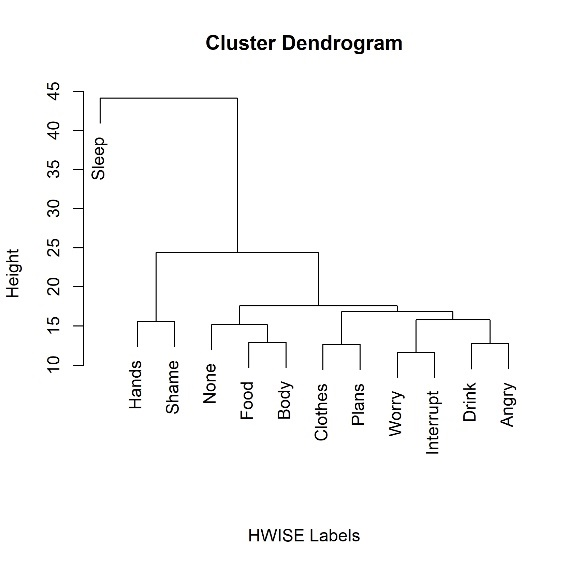 Cluster Dendrogram
Height
45
40
35
30
25
20
15
10
Sleep
Hands
Shame
None
Food
Body
Clothes
Plans
Worry
Interrupt
Drink
Angry
HWISE Labels